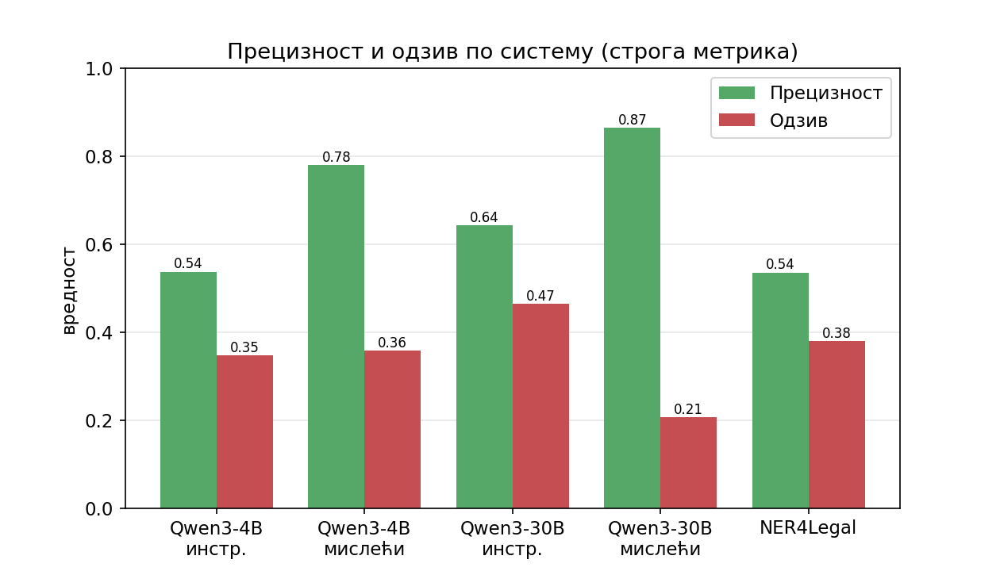 Прецизност и одзив по систему (строга метрика)
1.0
0.8
0.6
0.4
0.2
0.0
вредност
Прецизност
Одзив
0.54
0.35
0.78
0.36
0.64
0.47
0.87
0.21
0.54
0.38
Qwen3-4B
инстр.
Qwen3-4B
мислећи
Qwen3-30B
инстр.
Qwen3-30B
мислећи
NER4Legal